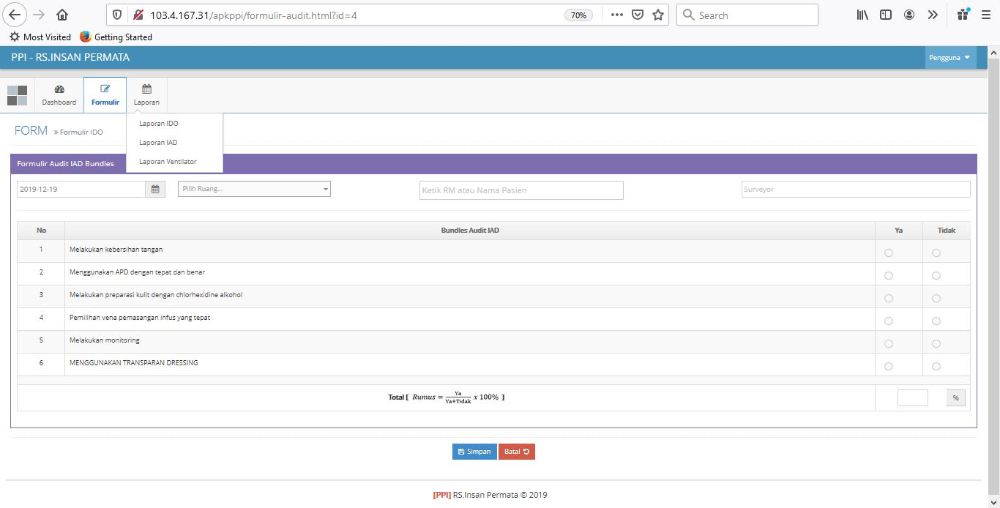 103.4.167.31/apkppi/formulir-audit.html?id=4
70%
Search
Most Visited
Getting Started
PPI - RS.INSAN PERMATA
Pengguna
Dashboard
Formulir
Laporan
Laporan IDO
Laporan IAD
Laporan Ventilator
FORM » Formulir IDO
Formulir Audit IAD Bundles
2019-12-19
Pilih Ruang...
Ketik RM atau Nama Pasien
Surveyor
No Bundles Audit IAD Ya Tidak
1 Melakukan kebersihan tangan
2 Menggunakan APD dengan tepat dan benar
3 Melakukan preparasi kulit dengan chlorhexidine alkohol
4 Pemilihan vena pemasangan infus yang tepat
5 Melakukan monitoring
6 MENGGUNAKAN TRANSPARAN DRESSING
Total [ Rumus = Ya / Ya+Tidak x 100% ] %
Simpan Batal
[PPI] RS.Insan Permata © 2019